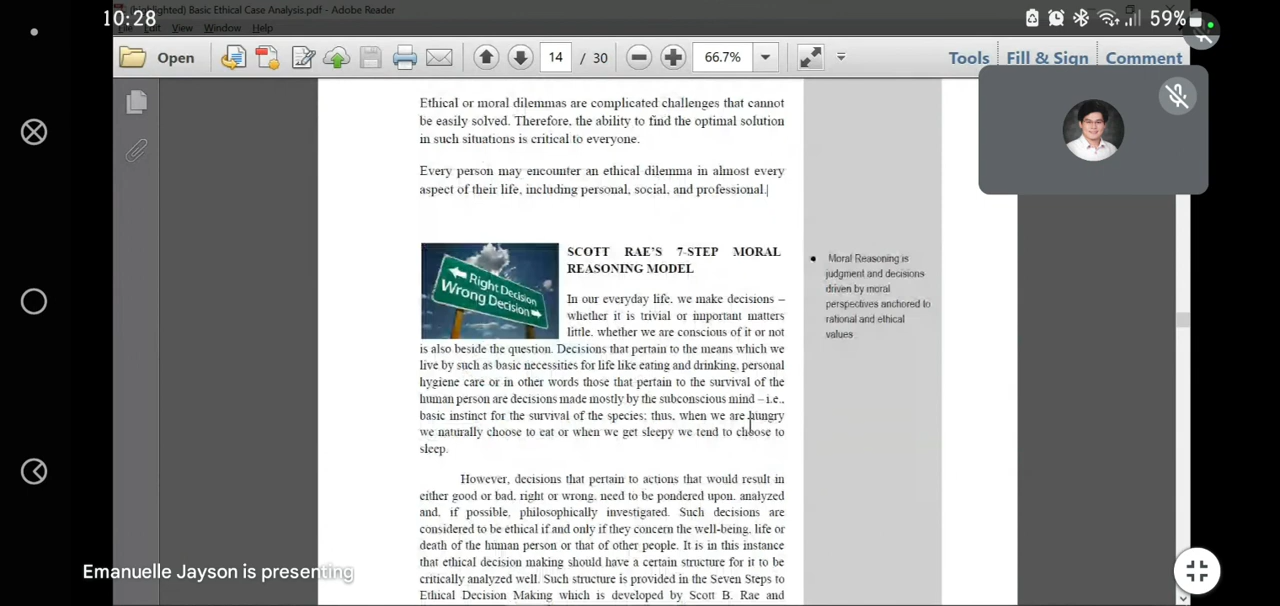 10:28
(highlighted) Basic Ethical Case Analysis.pdf - Adobe Reader
59%
File Edit View Window Help
Open
14 / 30
66.7%
Tools Fill & Sign Comment
Ethical or moral dilemmas are complicated challenges that cannot
be easily solved. Therefore, the ability to find the optimal solution
in such situations is critical to everyone.
Every person may encounter an ethical dilemma in almost every
aspect of their life, including personal, social, and professional.
Right Decision
Wrong Decision
SCOTT RAE'S 7-STEP MORAL
REASONING MODEL
In our everyday life, we make decisions –
whether it is trivial or important matters
little, whether we are conscious of it or not
is also beside the question. Decisions that pertain to the means which we
live by such as basic necessities for life like eating and drinking, personal
hygiene care or in other words those that pertain to the survival of the
human person are decisions made mostly by the subconscious mind – i.e.,
basic instinct for the survival of the species; thus, when we are hungry
we naturally choose to eat or when we get sleepy we tend to choose to
sleep.
However, decisions that pertain to actions that would result in
either good or bad, right or wrong, need to be pondered upon, analyzed
and, if possible, philosophically investigated. Such decisions are
considered to be ethical if and only if they concern the well-being, life or
death of the human person or that of other people. It is in this instance
that ethical decision making should have a certain structure for it to be
critically analyzed well. Such structure is provided in the Seven Steps to
Ethical Decision Making which is developed by Scott B. Rae and
• Moral Reasoning is
judgment and decisions
driven by moral
perspectives anchored to
rational and ethical
values
Emanuelle Jayson is presenting